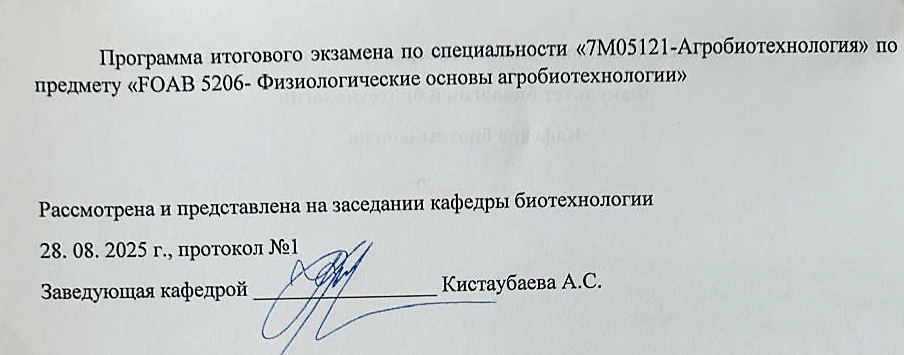 Программа итогового экзамена по специальности «7М05121-Агробиотехнология» по
предмету «FOAB 5206- Физиологические основы агробиотехнологии»
Рассмотрена и представлена на заседании кафедры биотехнологии
28. 08. 2025 г., протокол №1
Заведующая кафедрой _________________ Кистаубаева А.С.